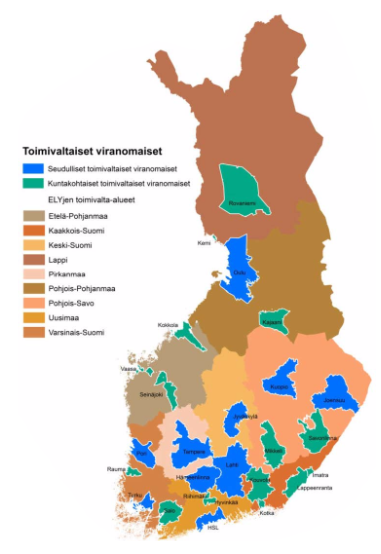 Toimivaltaiset viranomaiset
Seudulliset toimivaltaiset viranomaiset
Kuntakohtaiset toimivaltaiset viranomaiset
ELYjen toimivalta-alueet
Etelä-Pohjanmaa
Kaakkois-Suomi
Keski-Suomi
Lappi
Pirkanmaa
Pohjois-Pohjanmaa
Pohjois-Savo
Uusimaa
Varsinais-Suomi
Rovaniemi
Kemi
Oulu
Kajaani
Kokkola
Vaasa
Seinäjoki
Kuopio
Joensuu
Jyväskylä
Pori
Tampere
Mikkeli
Savonlinna
Rauma
Hämeenlinna
Lahti
Kouvola
Imatra
Lappeenranta
Turku
Salo
Riihimäki
Hyvinkää
Kotka
HSL